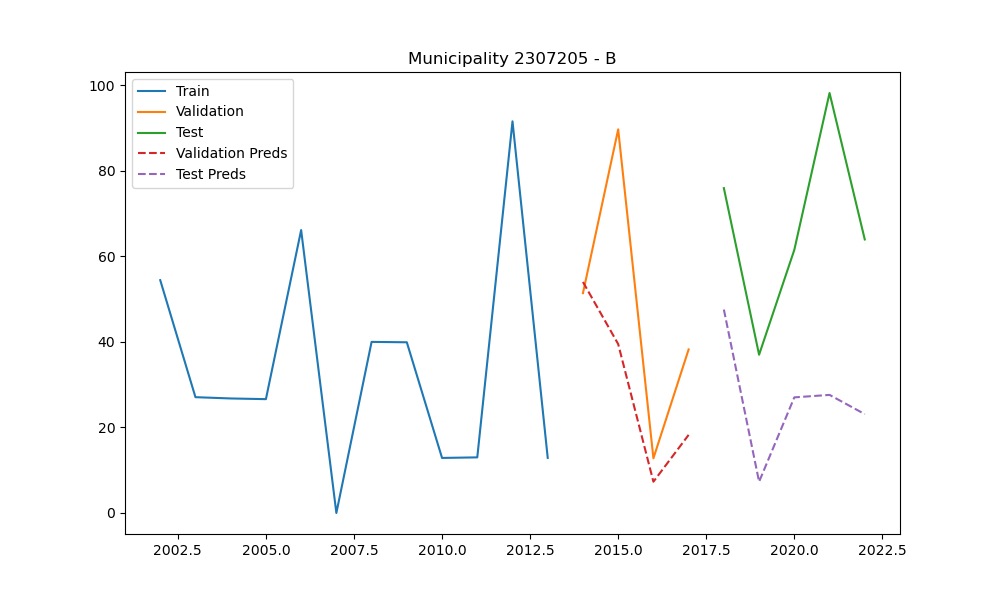 Municipality 2307205 - B
Train
Validation
Test
Validation Preds
Test Preds
100
80
60
40
20
0
2002.5 2005.0 2007.5 2010.0 2012.5 2015.0 2017.5 2020.0 2022.5